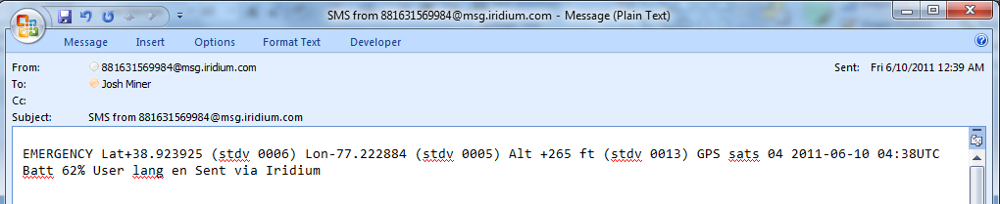 SMS from 881631569984@msg.iridium.com - Message (Plain Text)
Message Insert Options Format Text Developer
From: 881631569984@msg.iridium.com Sent: Fri 6/10/2011 12:39 AM
To: Josh Miner
Cc:
Subject: SMS from 881631569984@msg.iridium.com
EMERGENCY Lat+38.923925 (stdv 0006) Lon-77.222884 (stdv 0005) Alt +265 ft (stdv 0013) GPS sats 04 2011-06-10 04:38UTC
Batt 62% User lang en Sent via Iridium